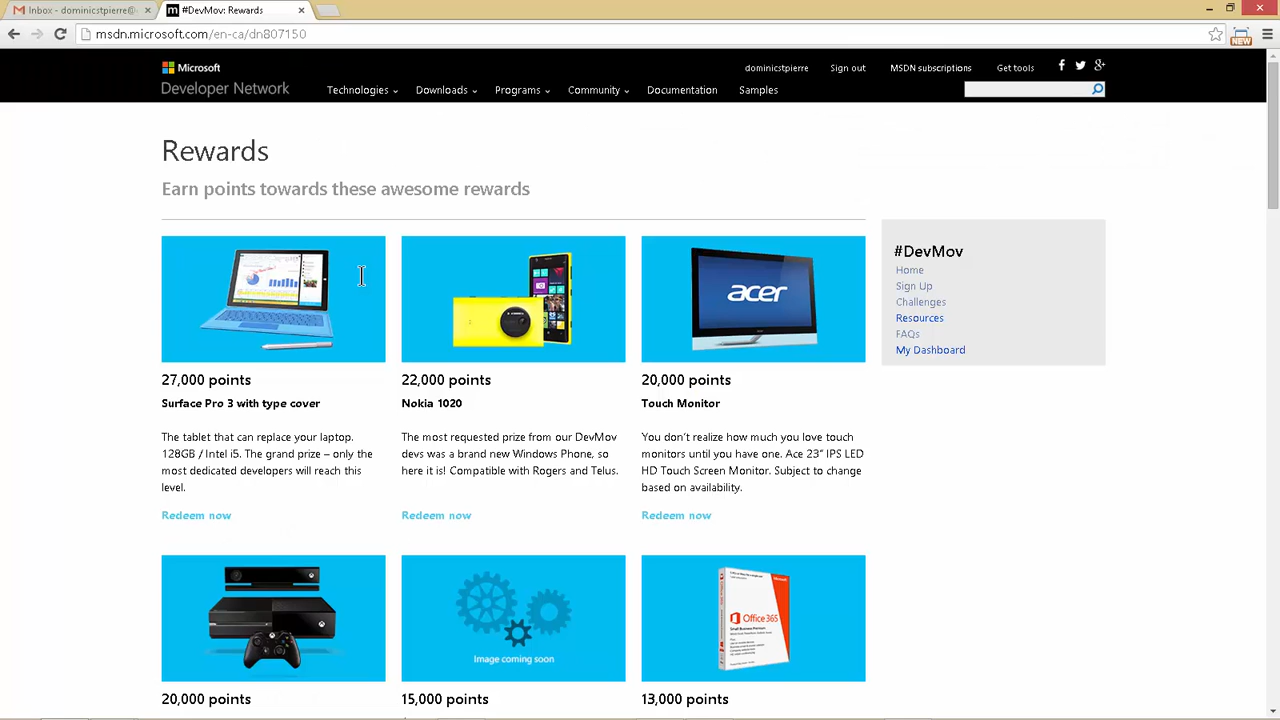 Inbox - dominicstpierre@c
#DevMov: Rewards
msdn.microsoft.com/en-ca/dn807150
NEW
Microsoft
dominicstpierre Sign out MSDN subscriptions Get tools
Developer Network
Technologies Downloads Programs Community Documentation Samples
Rewards
Earn points towards these awesome rewards
27,000 points
Surface Pro 3 with type cover
The tablet that can replace your laptop.
128GB / Intel i5. The grand prize – only the
most dedicated developers will reach this
level.
Redeem now
22,000 points
Nokia 1020
The most requested prize from our DevMov
devs was a brand new Windows Phone, so
here it is! Compatible with Rogers and Telus.
Redeem now
acer
20,000 points
Touch Monitor
You don't realize how much you love touch
monitors until you have one. Ace 23" IPS LED
HD Touch Screen Monitor. Subject to change
based on availability.
Redeem now
#DevMov
Home
Sign Up
Challenges
Resources
FAQs
My Dashboard
20,000 points
Image coming soon
15,000 points
Office 365
Small Business Premium
13,000 points